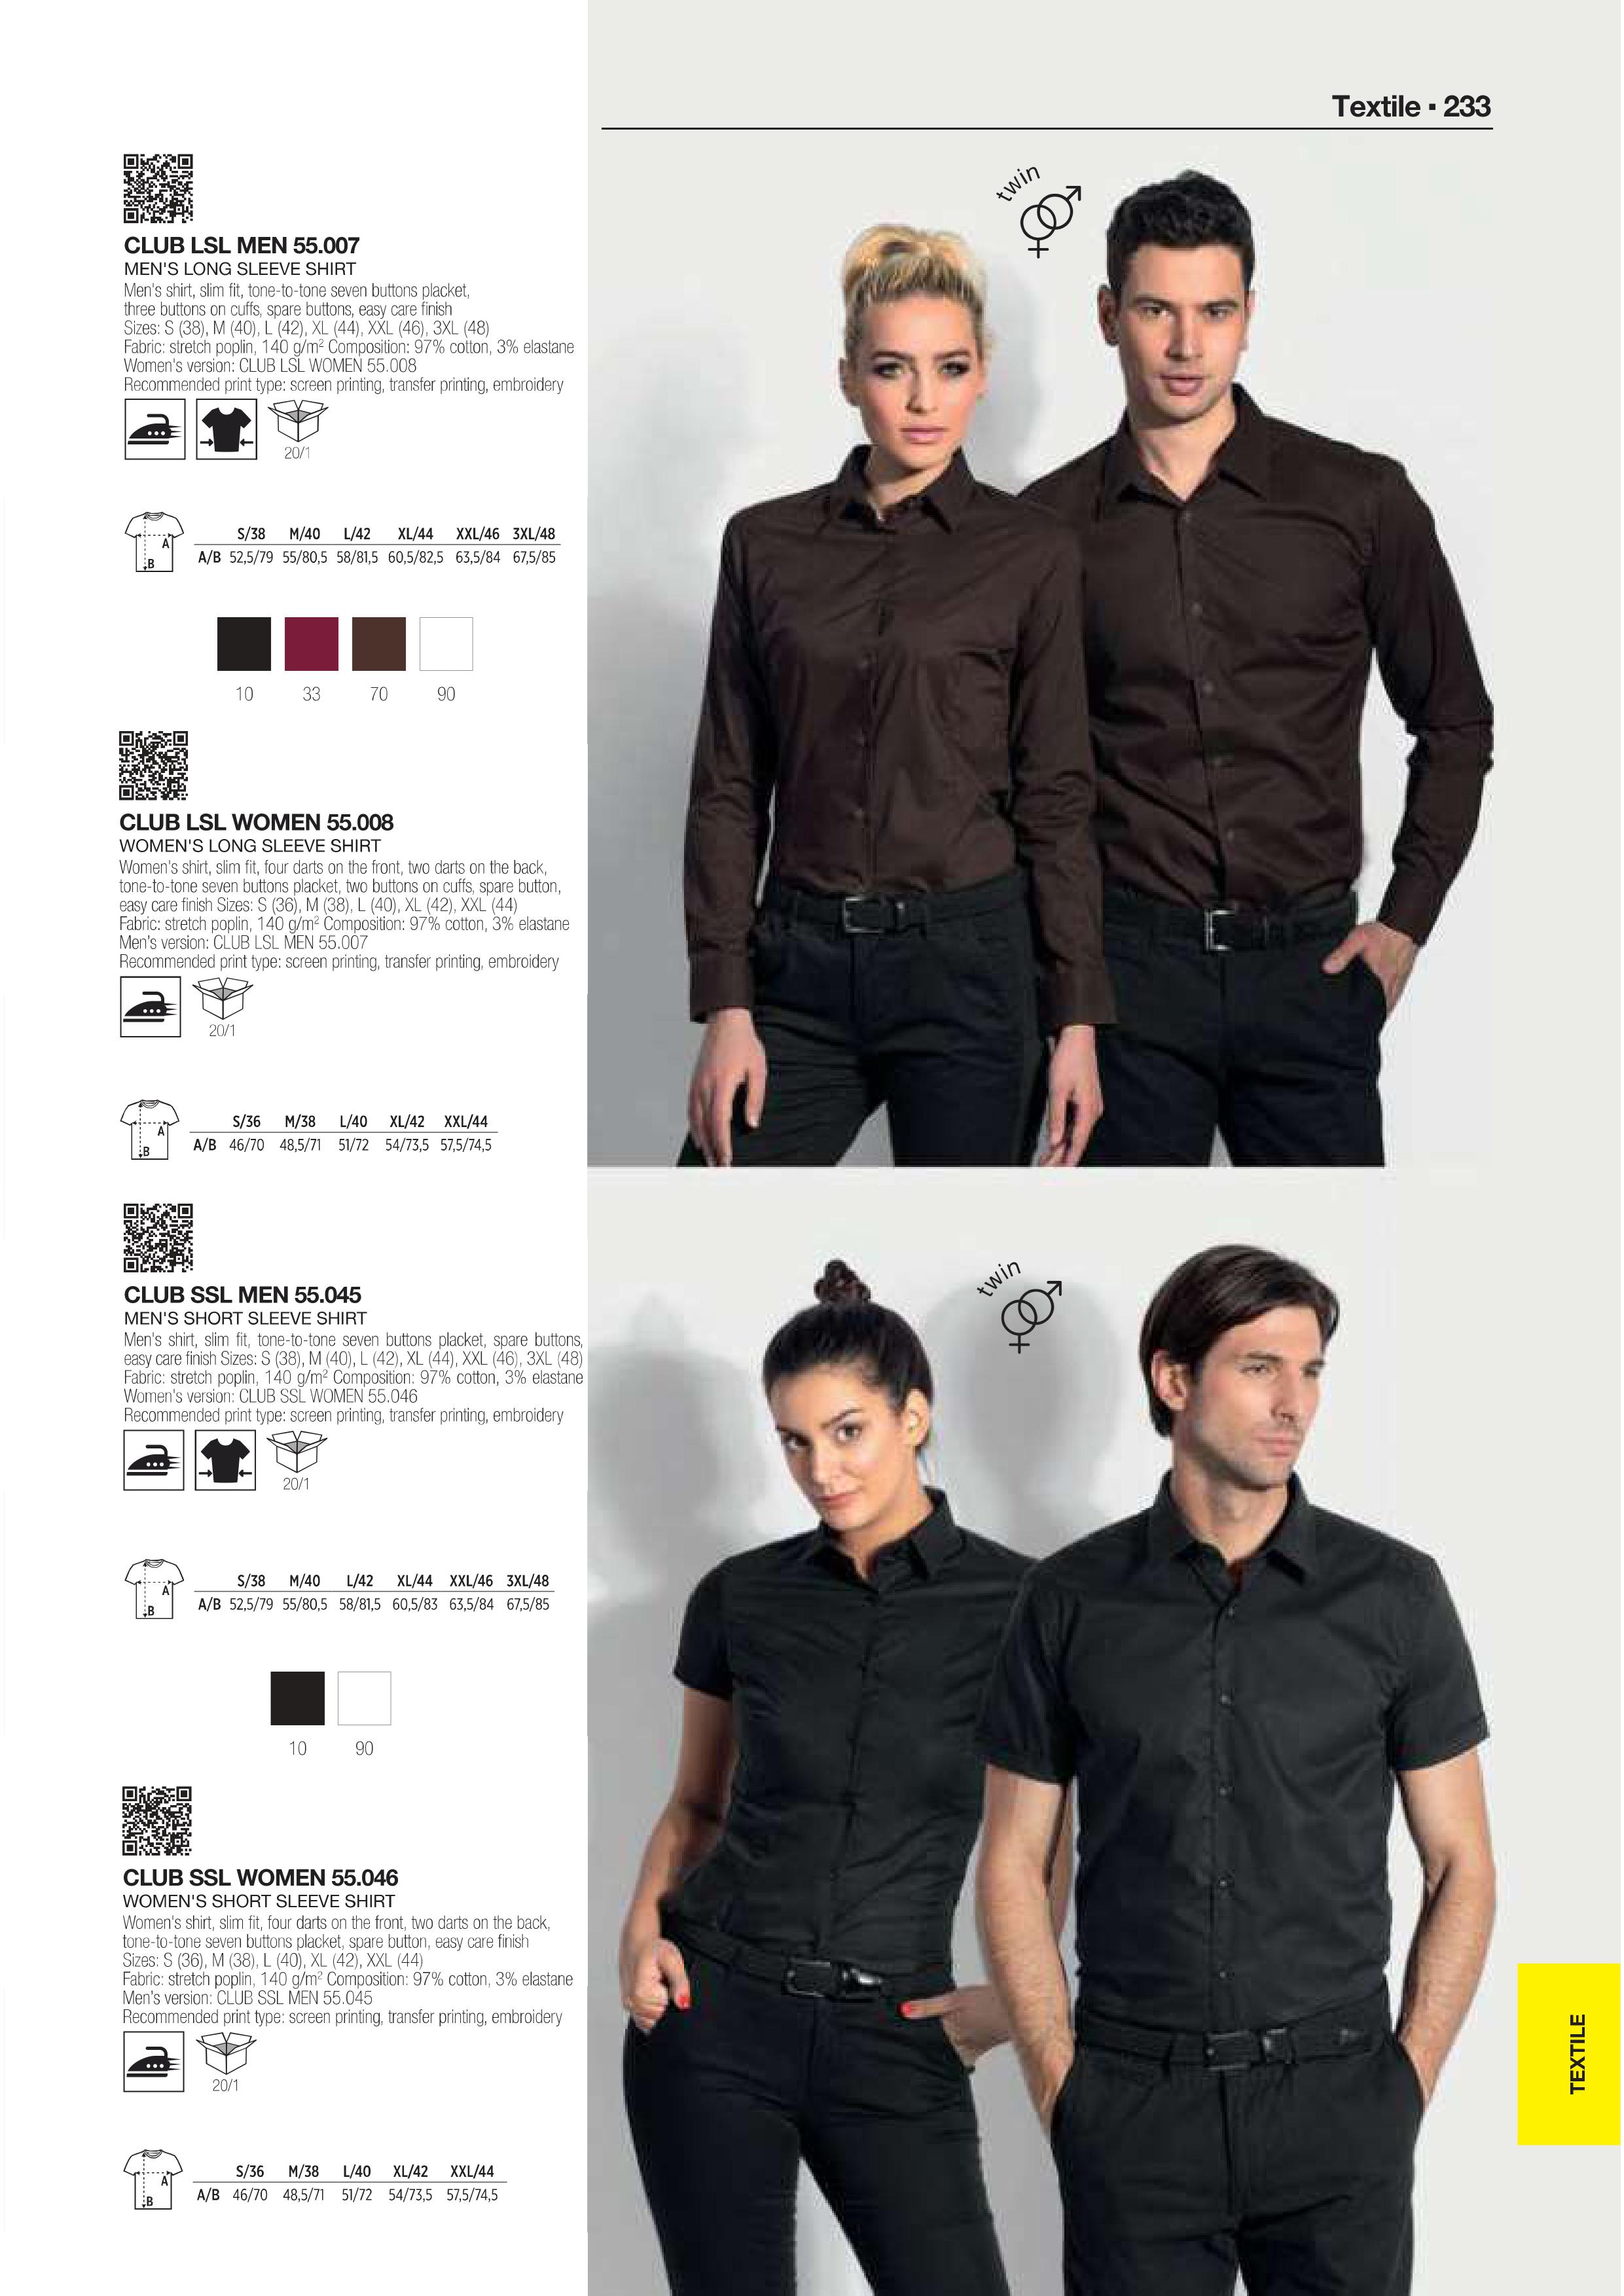 Textile ▪ 233
twin
CLUB LSL MEN 55.007
MEN'S LONG SLEEVE SHIRT
Men's shirt, slim fit, tone-to-tone seven buttons placket,
three buttons on cuffs, spare buttons, easy care finish
Sizes: S (38), M (40), L (42), XL (44), XXL (46), 3XL (48)
Fabric: stretch poplin, 140 g/m² Composition: 97% cotton, 3% elastane
Women's version: CLUB LSL WOMEN 55.008
Recommended print type: screen printing, transfer printing, embroidery
20/1
S/38 M/40 L/42 XL/44 XXL/46 3XL/48
A
B
A/B 52,5/79 55/80,5 58/81,5 60,5/82,5 63,5/84 67,5/85
10 33 70 90
CLUB LSL WOMEN 55.008
WOMEN'S LONG SLEEVE SHIRT
Women's shirt, slim fit, four darts on the front, two darts on the back,
tone-to-tone seven buttons placket, two buttons on cuffs, spare button,
easy care finish Sizes: S (36), M (38), L (40), XL (42), XXL (44)
Fabric: stretch poplin, 140 g/m² Composition: 97% cotton, 3% elastane
Men's version: CLUB LSL MEN 55.007
Recommended print type: screen printing, transfer printing, embroidery
20/1
S/36 M/38 L/40 XL/42 XXL/44
A
B
A/B 46/70 48,5/71 51/72 54/73,5 57,5/74,5
twin
CLUB SSL MEN 55.045
MEN'S SHORT SLEEVE SHIRT
Men's shirt, slim fit, tone-to-tone seven buttons placket, spare buttons,
easy care finish Sizes: S (38), M (40), L (42), XL (44), XXL (46), 3XL (48)
Fabric: stretch poplin, 140 g/m² Composition: 97% cotton, 3% elastane
Women's version: CLUB SSL WOMEN 55.046
Recommended print type: screen printing, transfer printing, embroidery
20/1
S/38 M/40 L/42 XL/44 XXL/46 3XL/48
A
B
A/B 52,5/79 55/80,5 58/81,5 60,5/83 63,5/84 67,5/85
10 90
CLUB SSL WOMEN 55.046
WOMEN'S SHORT SLEEVE SHIRT
Women's shirt, slim fit, four darts on the front, two darts on the back,
tone-to-tone seven buttons placket, spare button, easy care finish
Sizes: S (36), M (38), L (40), XL (42), XXL (44)
Fabric: stretch poplin, 140 g/m² Composition: 97% cotton, 3% elastane
Men's version: CLUB SSL MEN 55.045
Recommended print type: screen printing, transfer printing, embroidery
20/1
S/36 M/38 L/40 XL/42 XXL/44
A
B
A/B 46/70 48,5/71 51/72 54/73,5 57,5/74,5
TEXTILE